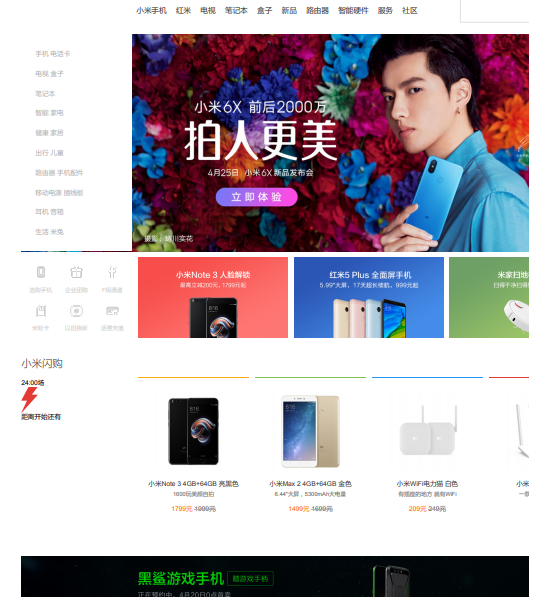 小米手机 红米 电视 笔记本 盒子 新品 路由器 智能硬件 服务 社区
手机 电话卡
电视 盒子
笔记本
智能 家电
健康 家居
出行 儿童
路由器 手机配件
移动电源 插线板
耳机 音箱
生活 米兔
小米6X 前后2000万
拍人更美
4月25日 小米6X新品发布会
立即体验
摄影 | 蜷川实花
选购手机 企业团购 F码通道
米粉卡 以旧换新 话费充值
小米Note 3 人脸解锁
最高立减200元, 1799元起
红米5 Plus 全面屏手机
5.99"大屏, 17天超长续航, 999元起
米家扫地
扫得干净扫得
小米闪购
24:00场
距离开始还有
小米Note 3 4GB+64GB 亮黑色
1600玩美颜自拍
1799元 1999元
小米Max 2 4GB+64GB 金色
6.44"大屏, 5300mAh大电量
1499元 1699元
小米WiFi电力猫 白色
有插座的地方 就有WiFi
209元 249元
小米
一
黑鲨游戏手机
酷游戏手柄
正在预约中, 4月20日0点首卖